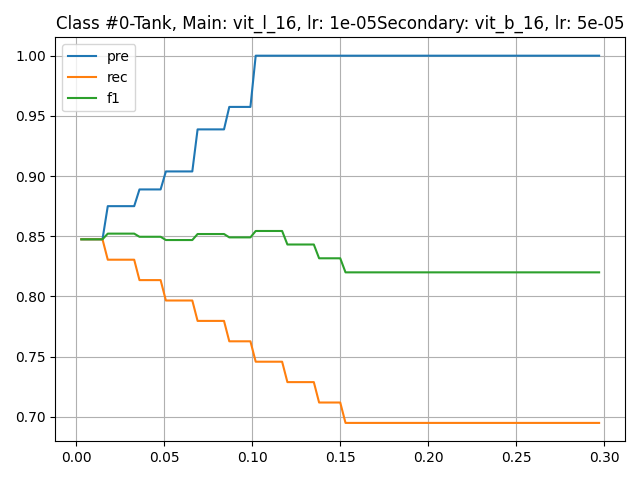 Class #0-Tank, Main: vit_l_16, lr: 1e-05Secondary: vit_b_16, lr: 5e-05
1.00
0.95
0.90
0.85
0.80
0.75
0.70
pre
rec
f1
0.00 0.05 0.10 0.15 0.20 0.25 0.30